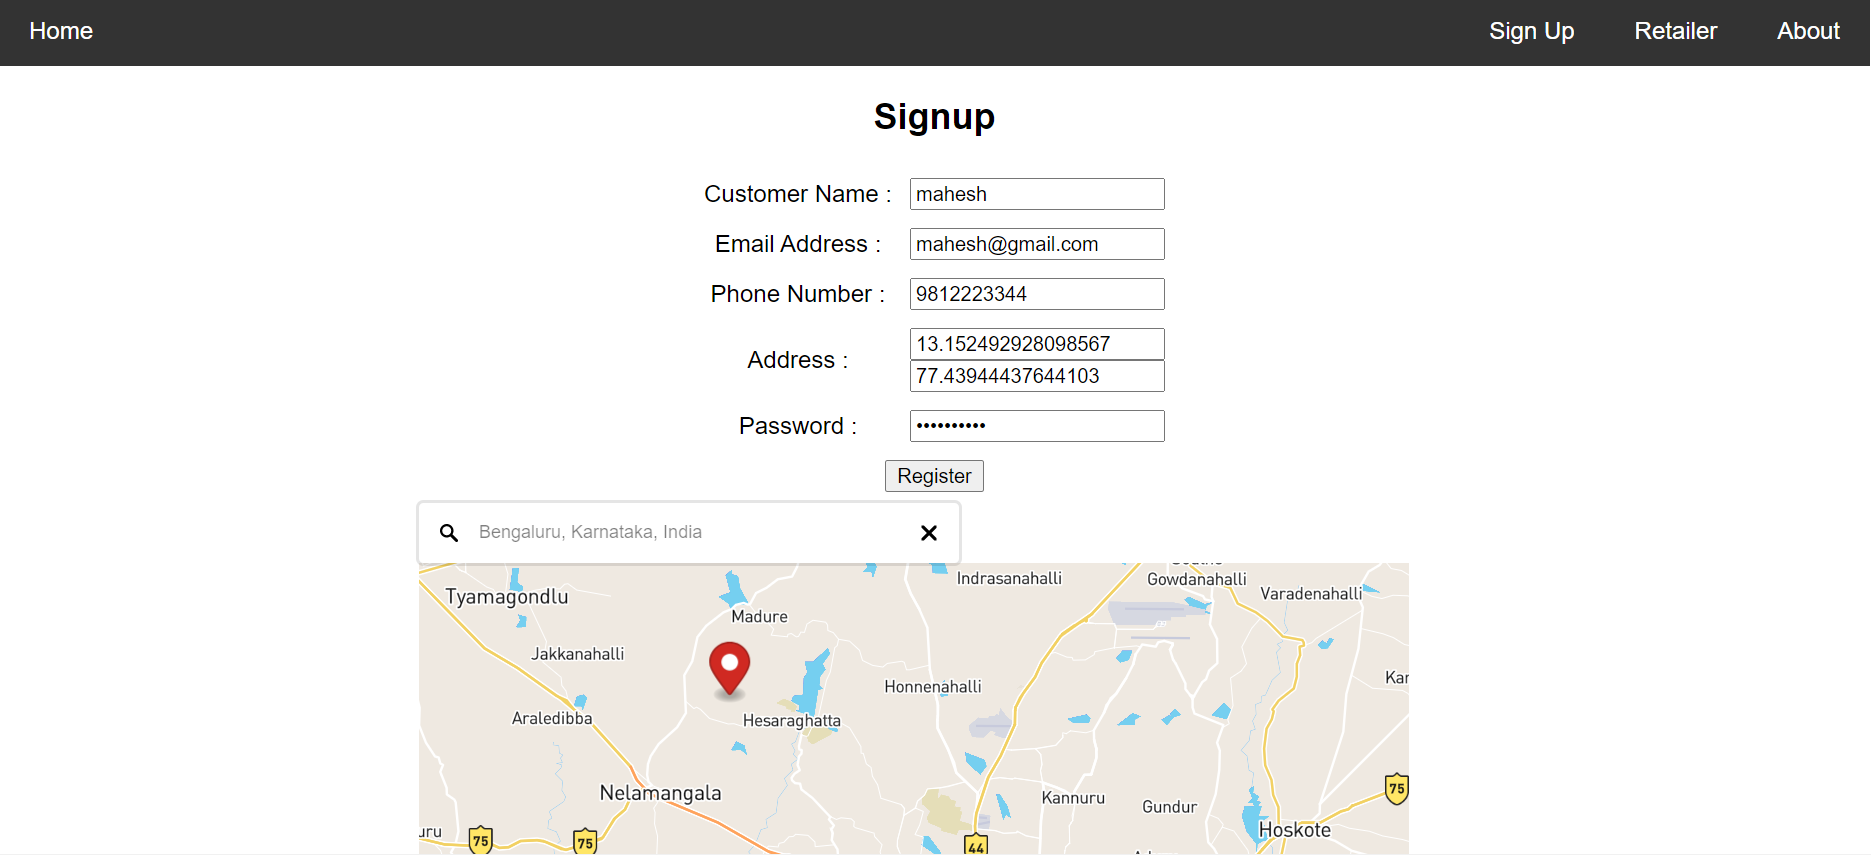 Home Sign Up Retailer About
Signup
Customer Name : mahesh
Email Address : mahesh@gmail.com
Phone Number : 9812223344
Address : 13.152492928098567
77.43944437644103
Password : ••••••••••
Register
Bengaluru, Karnataka, India
Indrasanahalli
Gowdanahalli
Tyamagondlu
Varadenahalli
Madure
Jakkanahalli
Kar
Honnenahalli
Araledibba
Hesaraghatta
75
Nelamangala
Kannuru
Gundur
Hoskote
uru
75
75
44